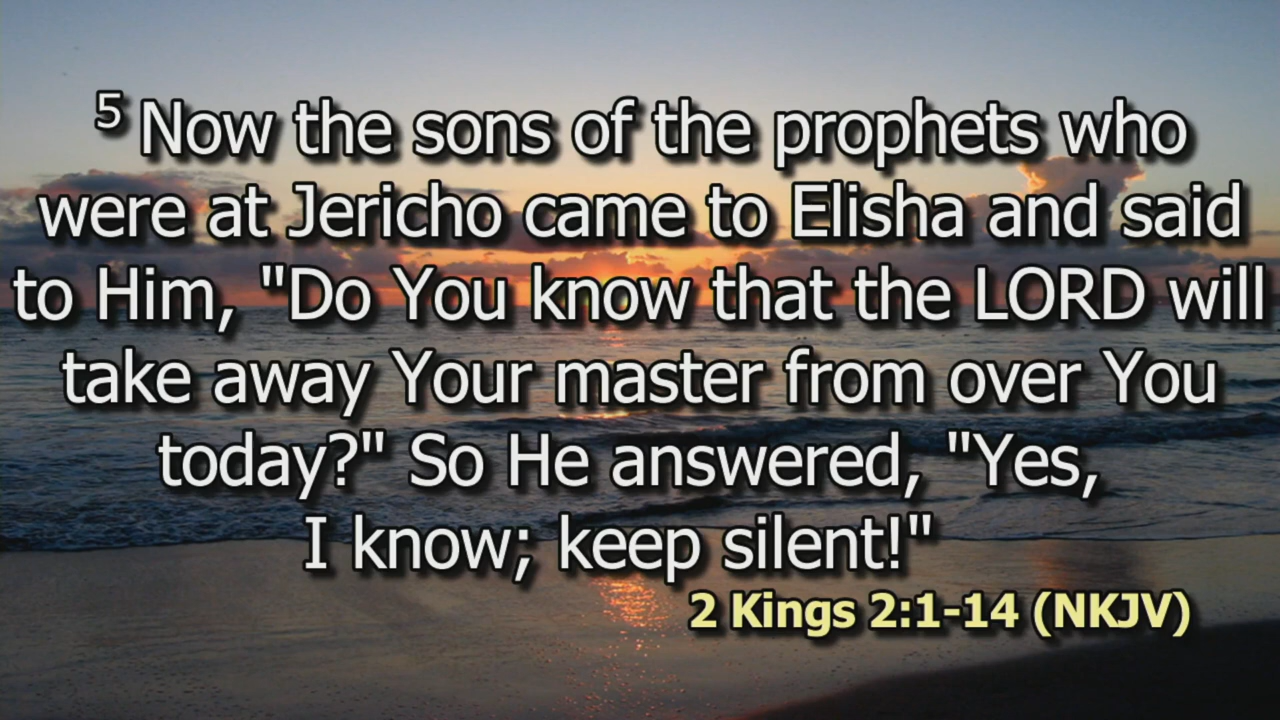 5 Now the sons of the prophets who
were at Jericho came to Elisha and said
to Him, "Do You know that the LORD will
take away Your master from over You
today?" So He answered, "Yes,
I know; keep silent!"
2 Kings 2:1-14 (NKJV)